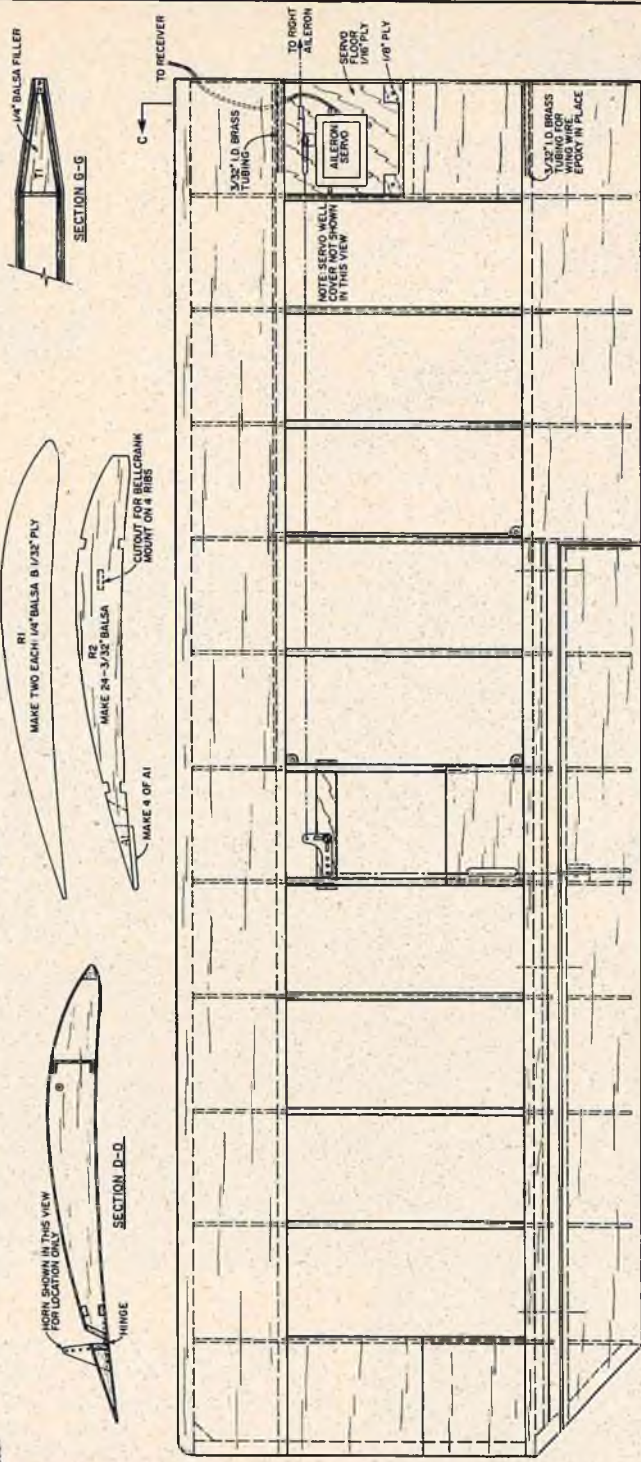 1/4" BALSA FILLER
T1
SECTION G-G
R1
MAKE TWO EACH: 1/4" BALSA B 1/32" PLY
R2
MAKE 24-3/32" BALSA
CUTOUT FOR BELLCRANK
MOUNT ON 4 RIBS
A1
MAKE 4 OF A1
HORN SHOWN IN THIS VIEW
FOR LOCATION ONLY
HINGE
SECTION D-D
C
TO RECEIVER
TO RIGHT
AILERON
3/32" I.D. BRASS
TUBING
SERVO
FLOOR
1/16" PLY
1/8" PLY
AILERON
SERVO
NOTE: SERVO WELL
COVER NOT SHOWN
IN THIS VIEW
3/32" I.D. BRASS
TUBING FOR
WING WIRE
EPOXY IN PLACE